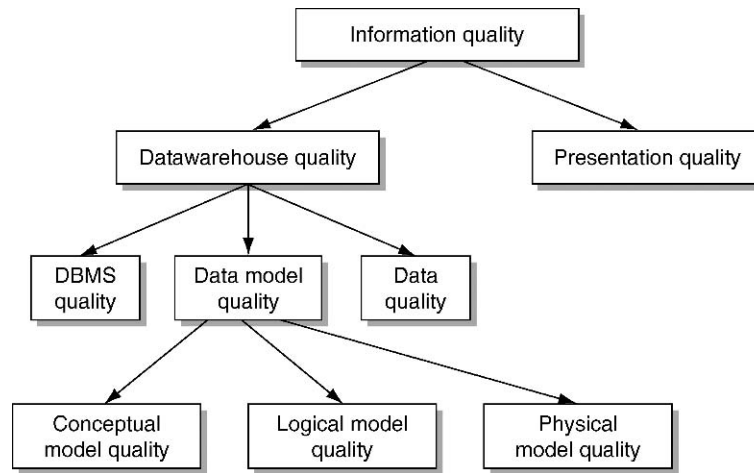 Information quality
Datawarehouse quality
Presentation quality
DBMS
quality
Data model
quality
Data
quality
Conceptual
model quality
Logical model
quality
Physical
model quality